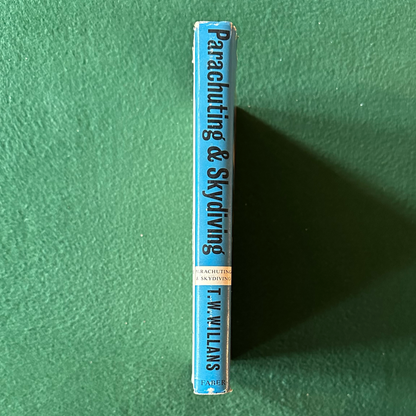 Parachuting & Skydiving
PARACHUTING
& SKYDIVING
T.W.WILLANS
FABER